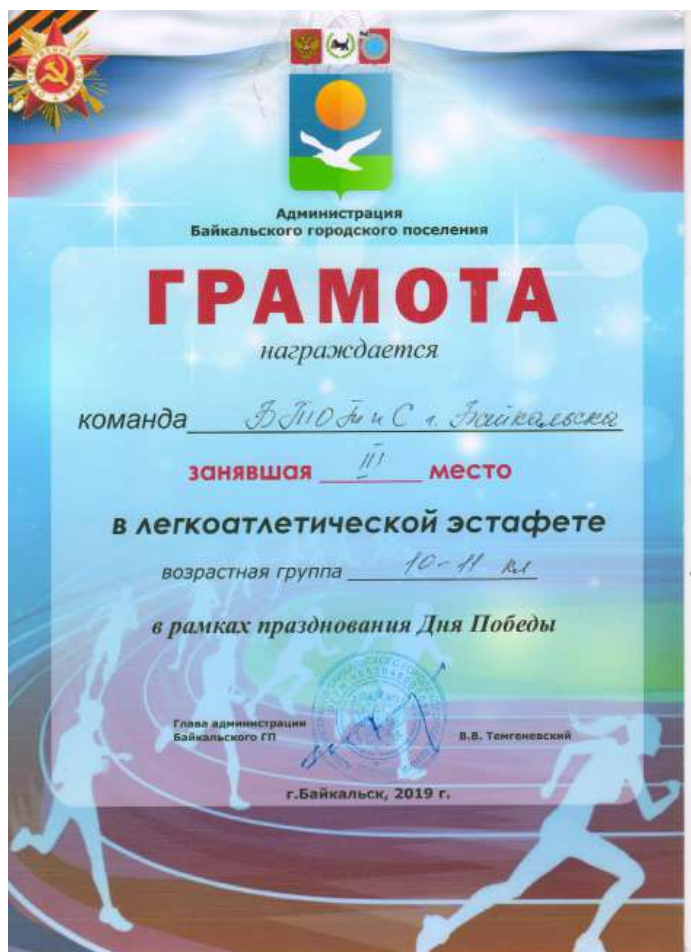 Администрация
Байкальского городского поселения
ГРАМОТА
награждается
команда г. Байкальска
занявшая III место
в легкоатлетической эстафете
возрастная группа 10-11 кл
в рамках празднования Дня Победы
Глава администрации
Байкальского ГП
В.В. Темгеневский
г.Байкальск, 2019 г.